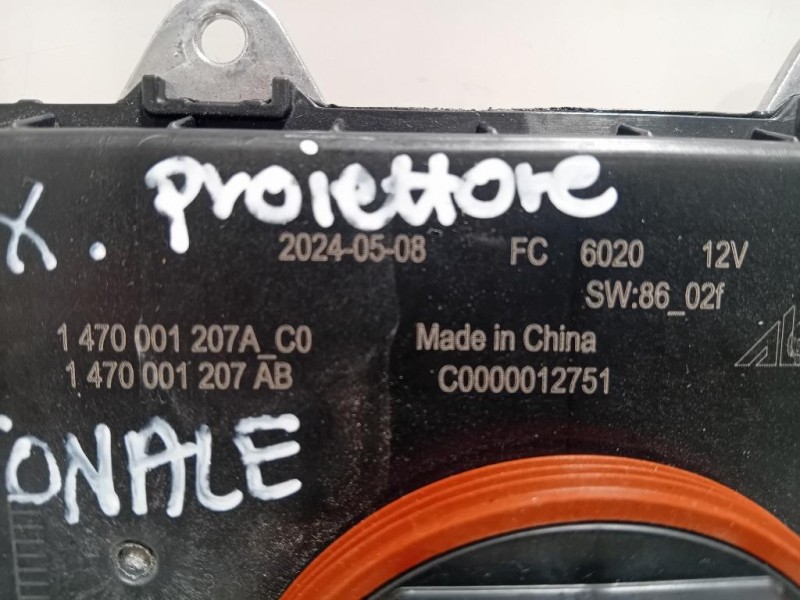 x. proiettore
2024-05-08 FC 6020 12V
SW:86_02f
1 470 001 207A_C0 Made in China
1 470 001 207 AB C0000012751
TONALE